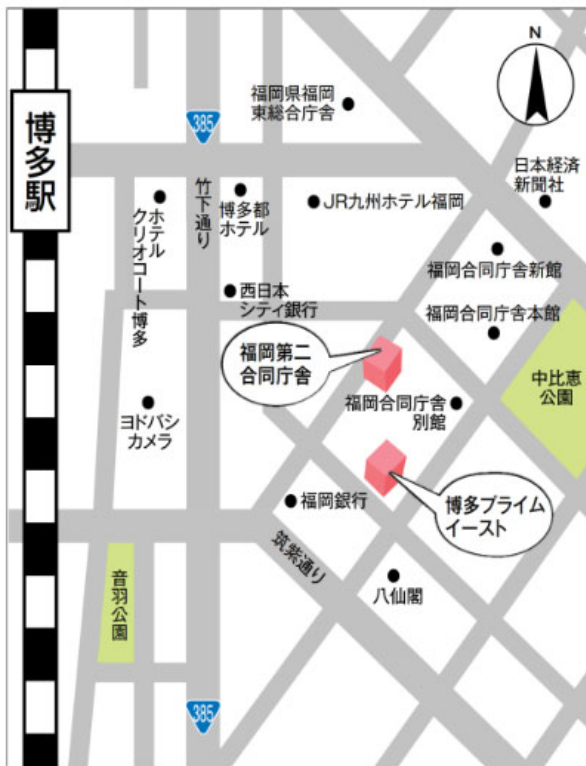 N
福岡県福岡
東総合庁舎
385
博多駅
日本経済
新聞社
竹下通り
博多都
ホテル
JR九州ホテル福岡
ホテル
クリオコート博多
福岡合同庁舎新館
西日本
シティ銀行
福岡合同庁舎本館
福岡第二
合同庁舎
中比恵
公園
福岡合同庁舎
別館
ヨドバシ
カメラ
福岡銀行
博多プライム
イースト
筑紫通り
八仙閣
音羽公園
385